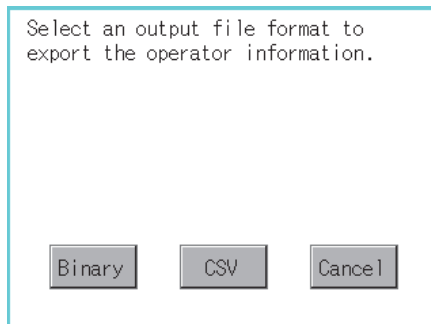 Select an output file format to
export the operator information.
Binary CSV Cancel